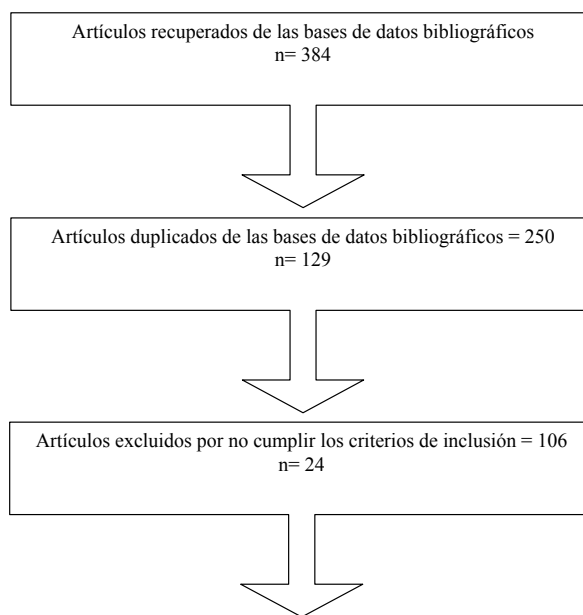 Artículos recuperados de las bases de datos bibliográficos
n= 384
Artículos duplicados de las bases de datos bibliográficos = 250
n= 129
Artículos excluidos por no cumplir los criterios de inclusión = 106
n= 24